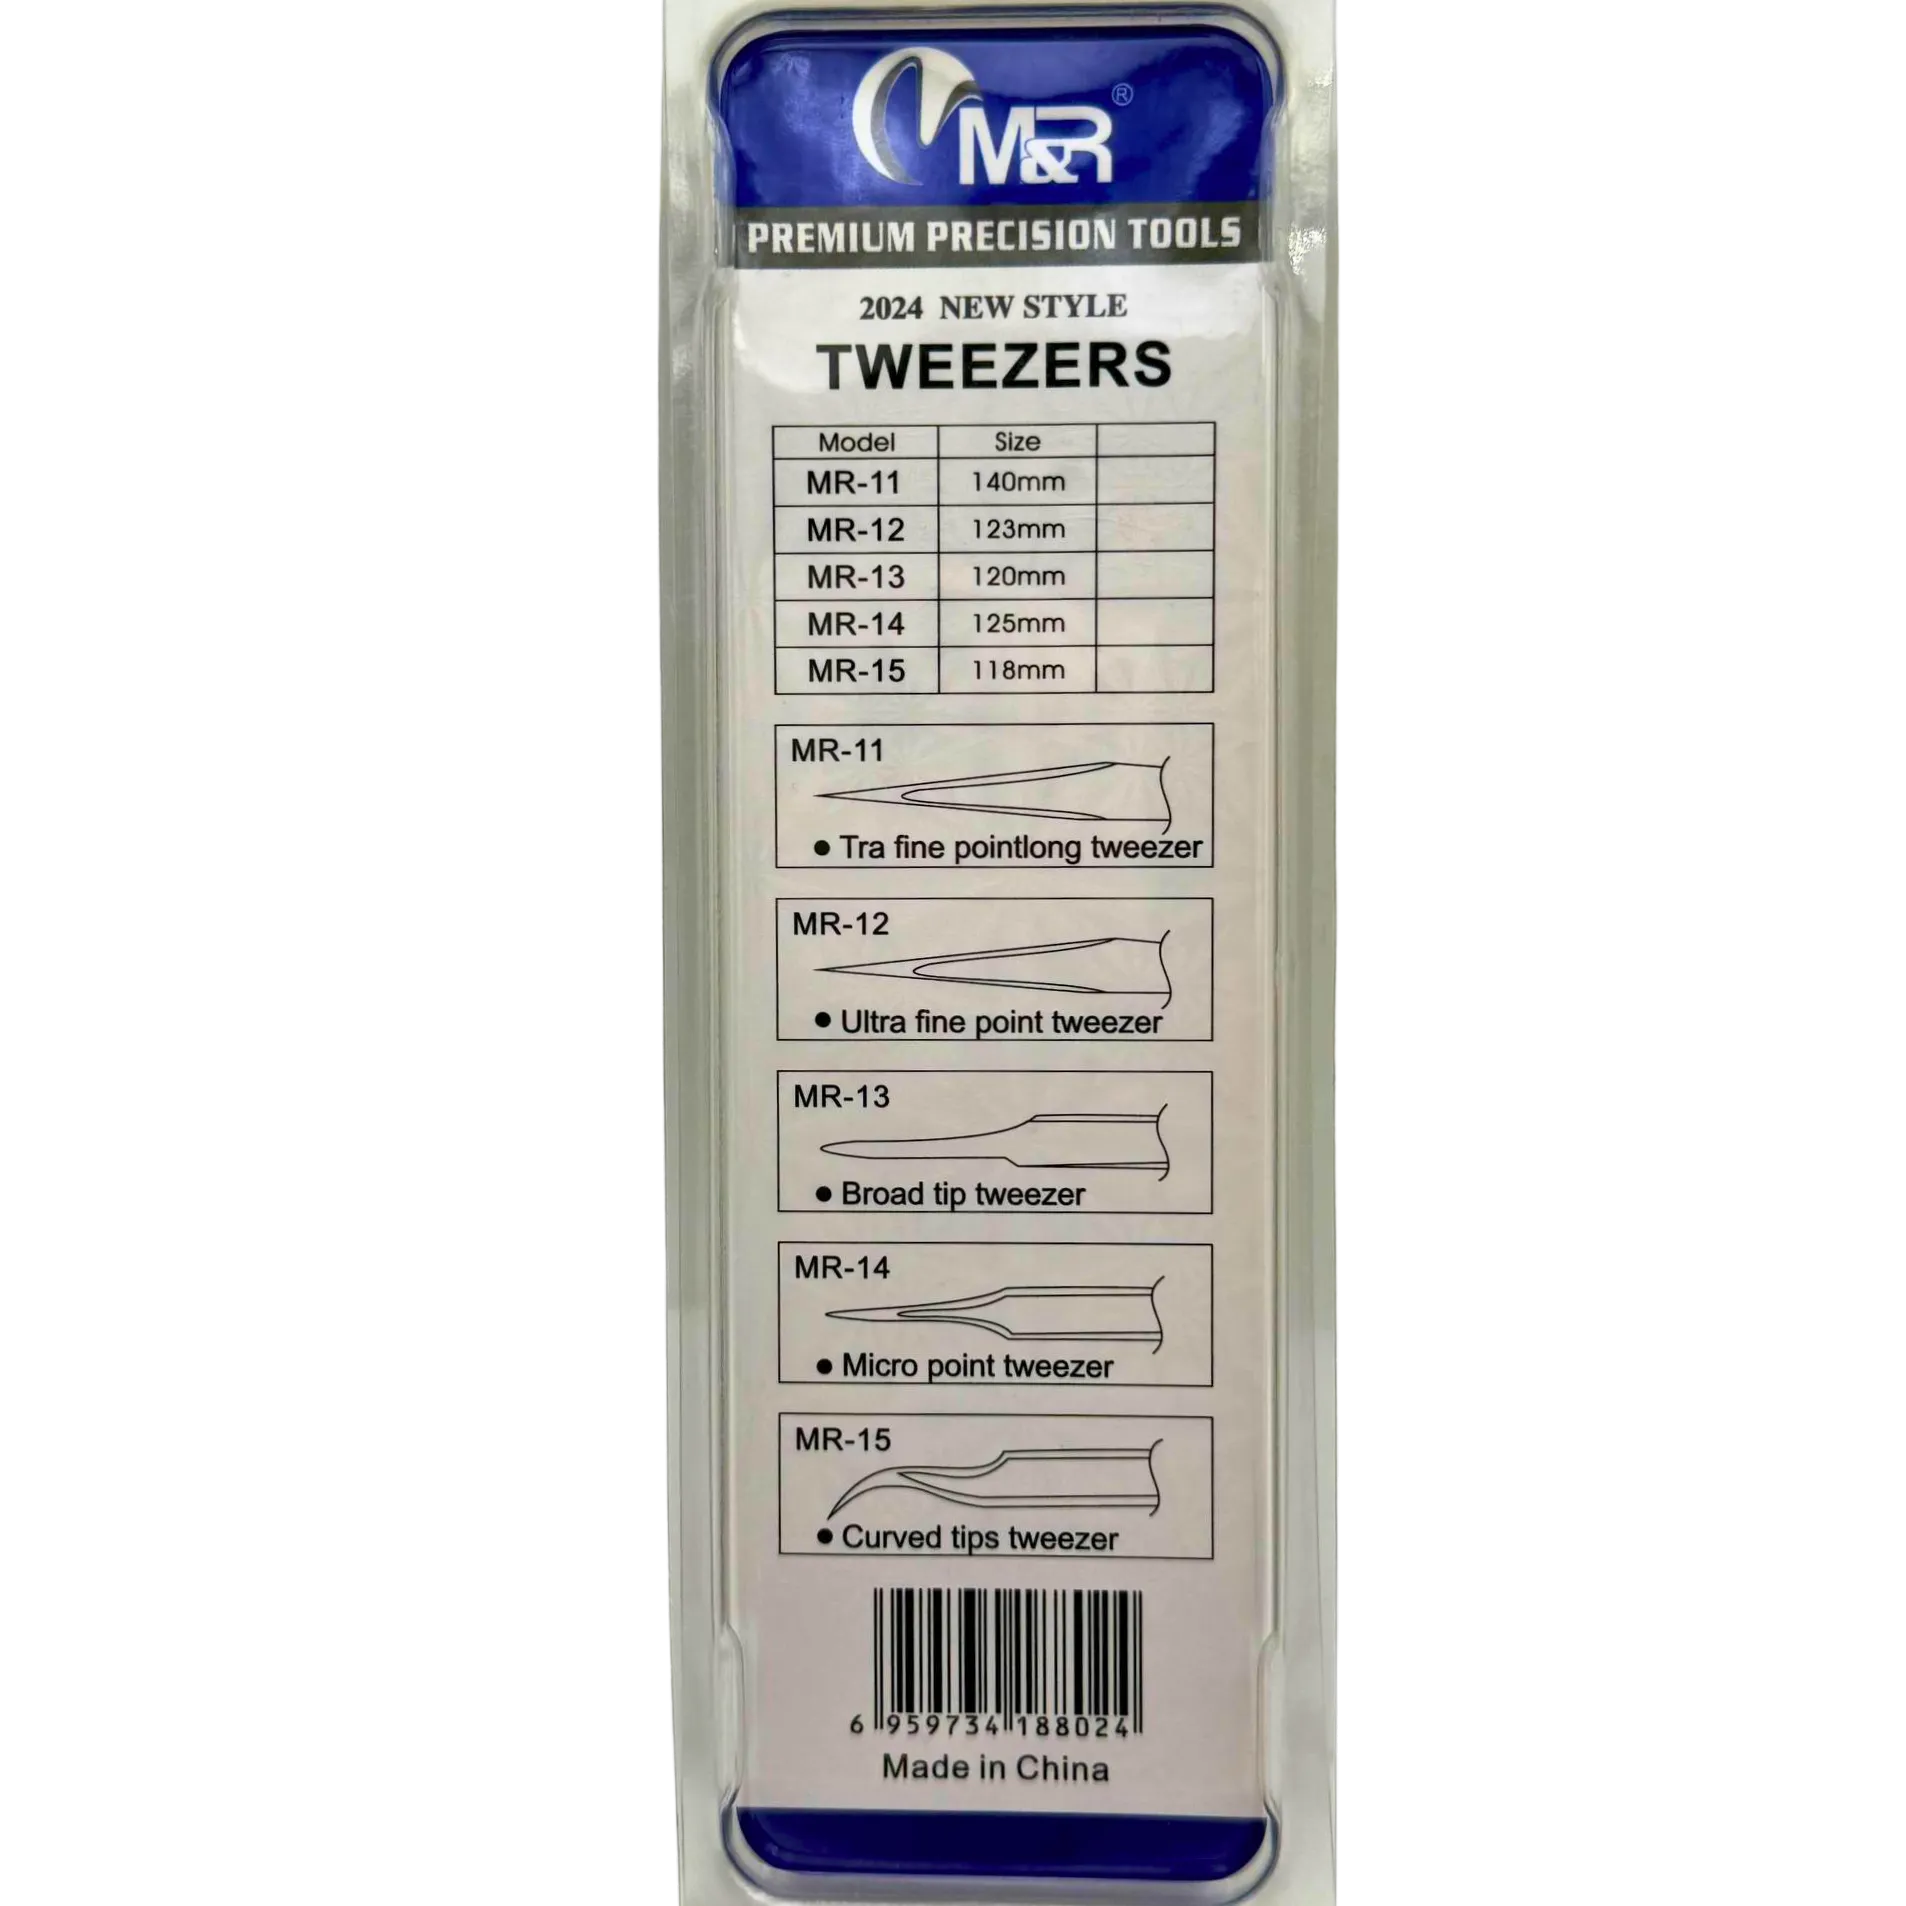 M&R®
PREMIUM PRECISION TOOLS
2024 NEW STYLE
TWEEZERS
Model Size
MR-11 140mm
MR-12 123mm
MR-13 120mm
MR-14 125mm
MR-15 118mm
MR-11
● Tra fine pointlong tweezer
MR-12
● Ultra fine point tweezer
MR-13
● Broad tip tweezer
MR-14
● Micro point tweezer
MR-15
● Curved tips tweezer
6 959734 188024
Made in China